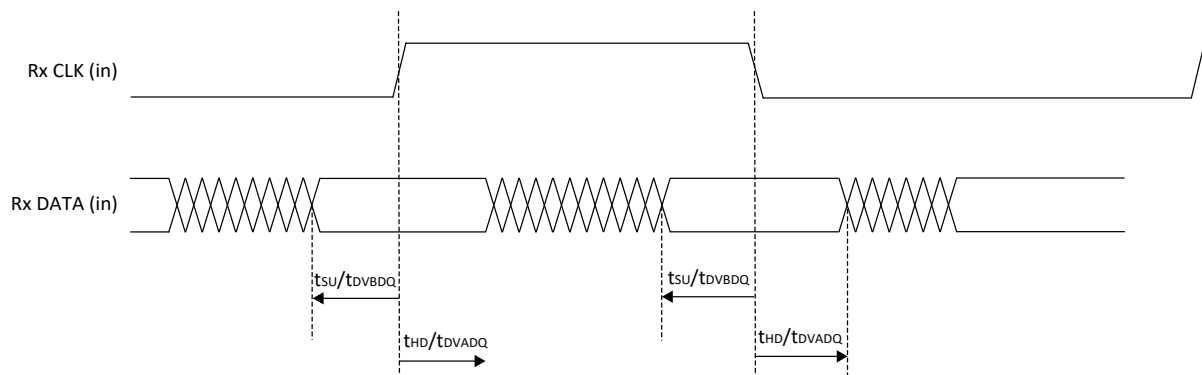 Rx CLK (in)
Rx DATA (in)
tSU/tDVBDQ
tSU/tDVBDQ
tHD/tDVADQ
tHD/tDVADQ